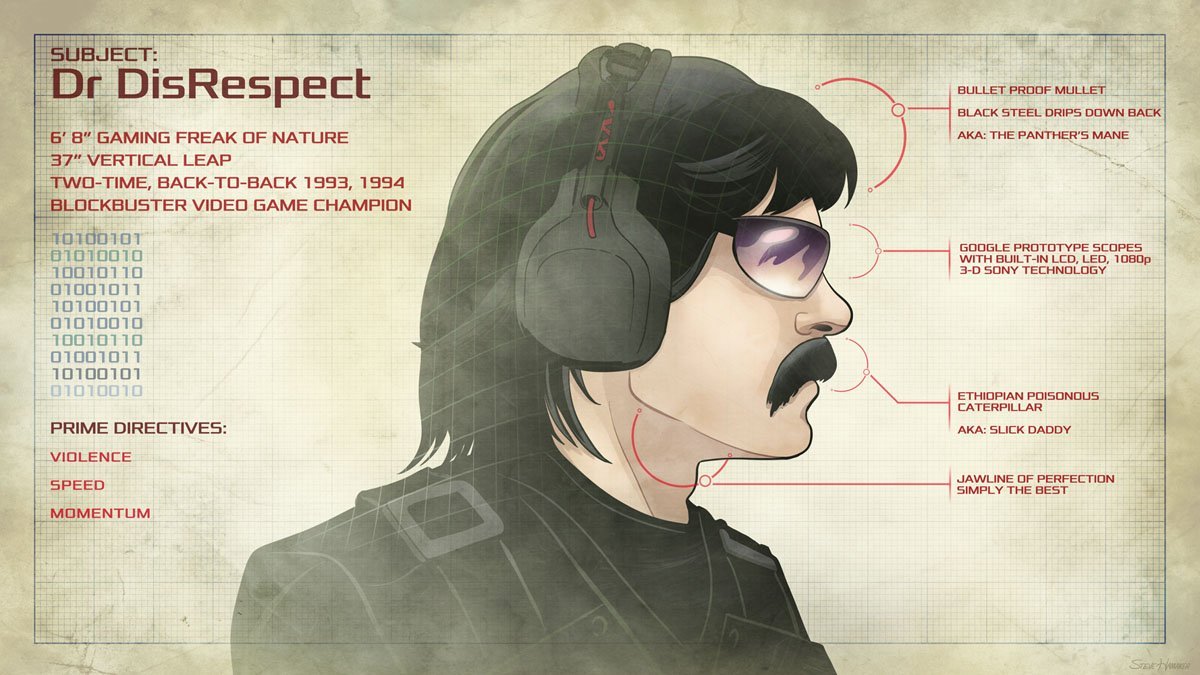 SUBJECT:
Dr DisRespect
6' 8" GAMING FREAK OF NATURE
37" VERTICAL LEAP
TWO-TIME, BACK-TO-BACK 1993, 1994
BLOCKBUSTER VIDEO GAME CHAMPION
10100101
01010010
10010110
01001011
10100101
01010010
10010110
01001011
10100101
01010010
PRIME DIRECTIVES:
VIOLENCE
SPEED
MOMENTUM
BULLET PROOF MULLET
BLACK STEEL DRIPS DOWN BACK
AKA: THE PANTHER'S MANE
GOOGLE PROTOTYPE SCOPES
WITH BUILT-IN LCD, LED, 1080p
3-D SONY TECHNOLOGY
ETHIOPIAN POISONOUS
CATERPILLAR
AKA: SLICK DADDY
JAWLINE OF PERFECTION
SIMPLY THE BEST
STEVE HAMAKER